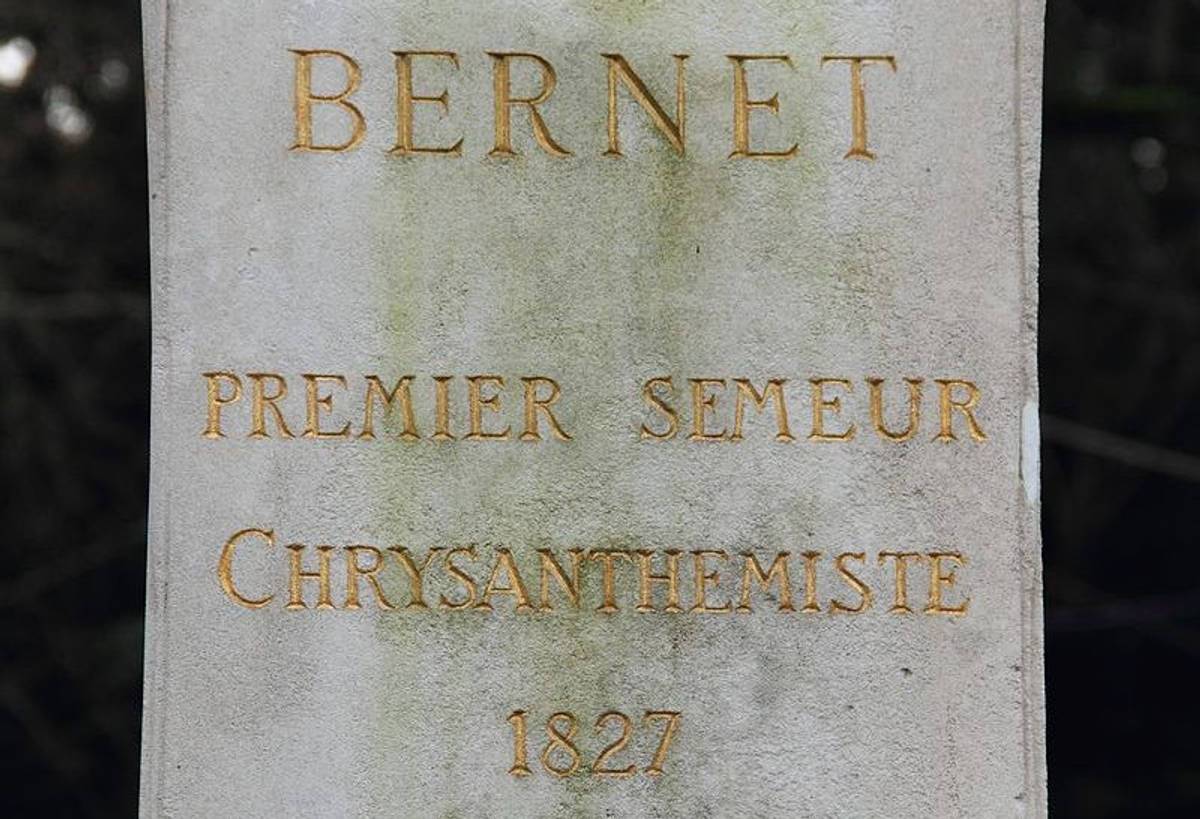 BERNET
PREMIER SEMEUR
CHRYSANTHEMISTE
1827